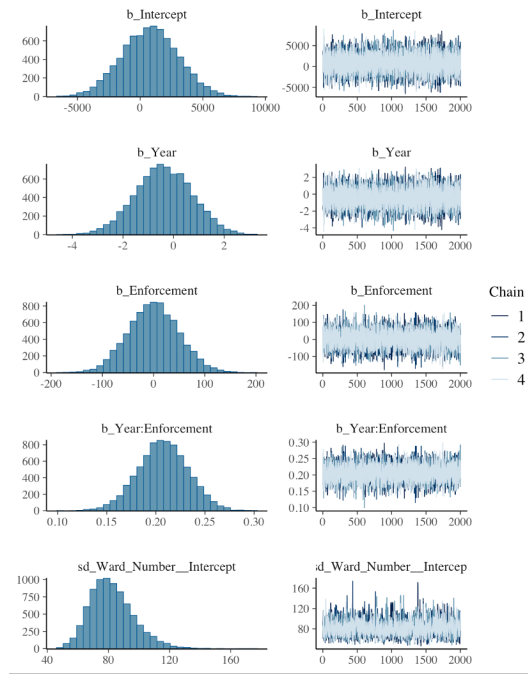 b_Intercept
b_Intercept
600
400
200
0
-5000 0 5000 10000
5000
0
-5000
0 500 1000 1500 2000
b_Year
b_Year
600
400
200
0
-4 -2 0 2
2
0
-2
-4
0 500 1000 1500 2000
b_Enforcement
b_Enforcement
800
600
400
200
0
-200 -100 0 100 200
200
100
0
-100
0 500 1000 1500 2000
Chain
1
2
3
4
b_Year:Enforcement
b_Year:Enforcement
800
600
400
200
0
0.10 0.15 0.20 0.25 0.30
0.30
0.25
0.20
0.15
0.10
0 500 1000 1500 2000
sd_Ward_Number__Intercept
sd_Ward_Number__Intercep
1000
750
500
250
0
40 80 120 160
160
120
80
0 500 1000 1500 2000